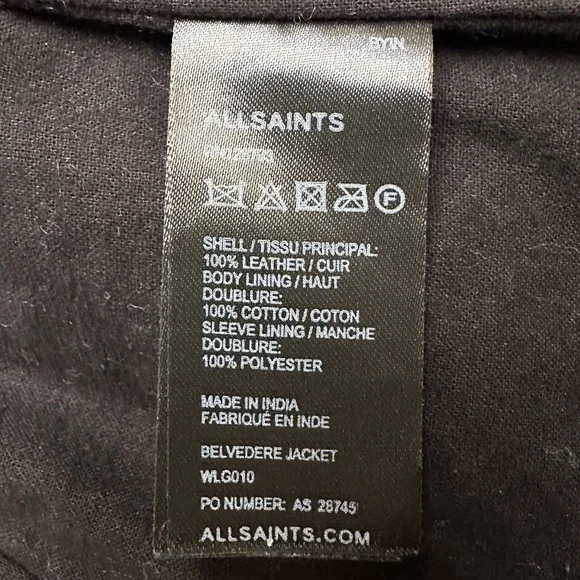 BYIN
ALLSAINTS
F
SHELL / TISSU PRINCIPAL:
100% LEATHER / CUIR
BODY LINING / HAUT
DOUBLURE:
100% COTTON / COTON
SLEEVE LINING / MANCHE
DOUBLURE:
100% POLYESTER
MADE IN INDIA
FABRIQUÉ EN INDE
BELVEDERE JACKET
WLG010
PO NUMBER: AS 28745
ALLSAINTS.COM